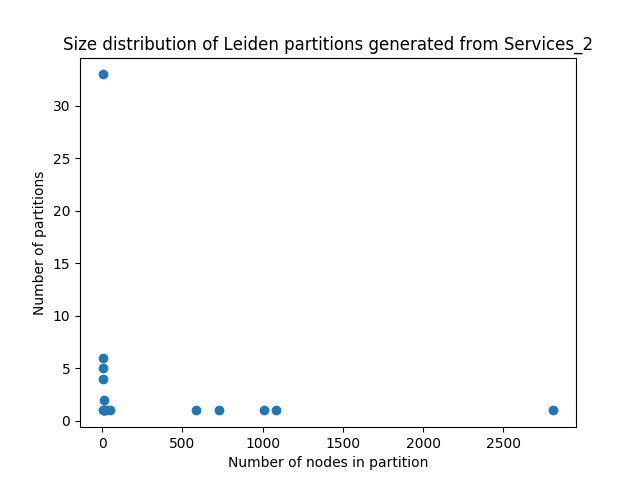 Size distribution of Leiden partitions generated from Services_2
30
25
20
15
10
5
0
Number of partitions
0 500 1000 1500 2000 2500
Number of nodes in partition